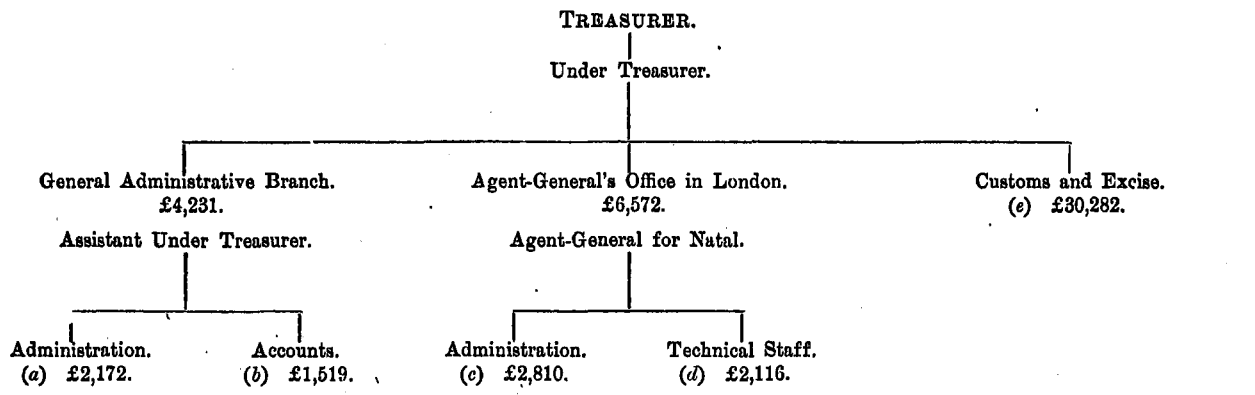 TREASURER.
Under Treasurer.
General Administrative Branch.
£4,231.
Assistant Under Treasurer.
Administration.
(a) £2,172.
Accounts.
(b) £1,519.
Agent-General's Office in London.
£6,572.
Agent-General for Natal.
Administration.
(c) £2,810.
Technical Staff.
(d) £2,116.
Customs and Excise.
(e) £30,282.